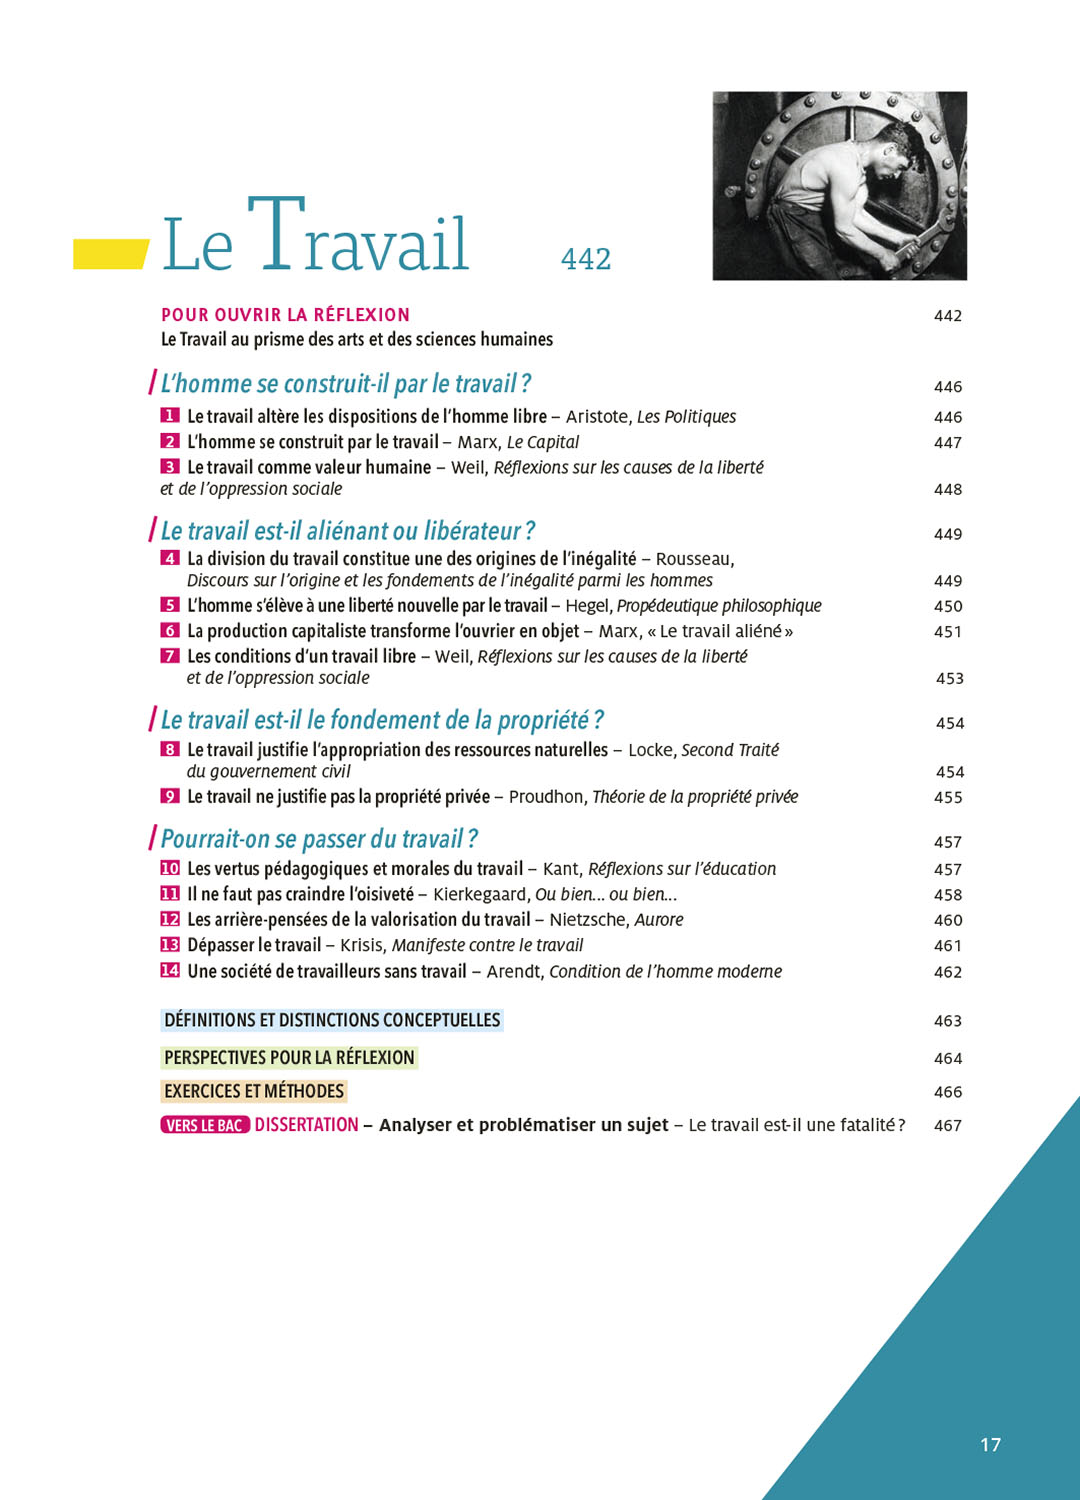 Le Travail 442
POUR OUVRIR LA RÉFLEXION 442
Le Travail au prisme des arts et des sciences humaines
L'homme se construit-il par le travail ? 446
1 Le travail altère les dispositions de l'homme libre – Aristote, Les Politiques 446
2 L'homme se construit par le travail – Marx, Le Capital 447
3 Le travail comme valeur humaine – Weil, Réflexions sur les causes de la liberté
et de l'oppression sociale 448
Le travail est-il aliénant ou libérateur ? 449
4 La division du travail constitue une des origines de l'inégalité – Rousseau,
Discours sur l'origine et les fondements de l'inégalité parmi les hommes 449
5 L'homme s'élève à une liberté nouvelle par le travail – Hegel, Propédeutique philosophique 450
6 La production capitaliste transforme l'ouvrier en objet – Marx, « Le travail aliéné » 451
7 Les conditions d'un travail libre – Weil, Réflexions sur les causes de la liberté
et de l'oppression sociale 453
Le travail est-il le fondement de la propriété ? 454
8 Le travail justifie l'appropriation des ressources naturelles – Locke, Second Traité
du gouvernement civil 454
9 Le travail ne justifie pas la propriété privée – Proudhon, Théorie de la propriété privée 455
Pourrait-on se passer du travail ? 457
10 Les vertus pédagogiques et morales du travail – Kant, Réflexions sur l'éducation 457
11 Il ne faut pas craindre l'oisiveté – Kierkegaard, Ou bien... ou bien... 458
12 Les arrière-pensées de la valorisation du travail – Nietzsche, Aurore 460
13 Dépasser le travail – Krisis, Manifeste contre le travail 461
14 Une société de travailleurs sans travail – Arendt, Condition de l'homme moderne 462
DÉFINITIONS ET DISTINCTIONS CONCEPTUELLES 463
PERSPECTIVES POUR LA RÉFLEXION 464
EXERCICES ET MÉTHODES 466
VERS LE BAC DISSERTATION – Analyser et problématiser un sujet – Le travail est-il une fatalité ? 467
17